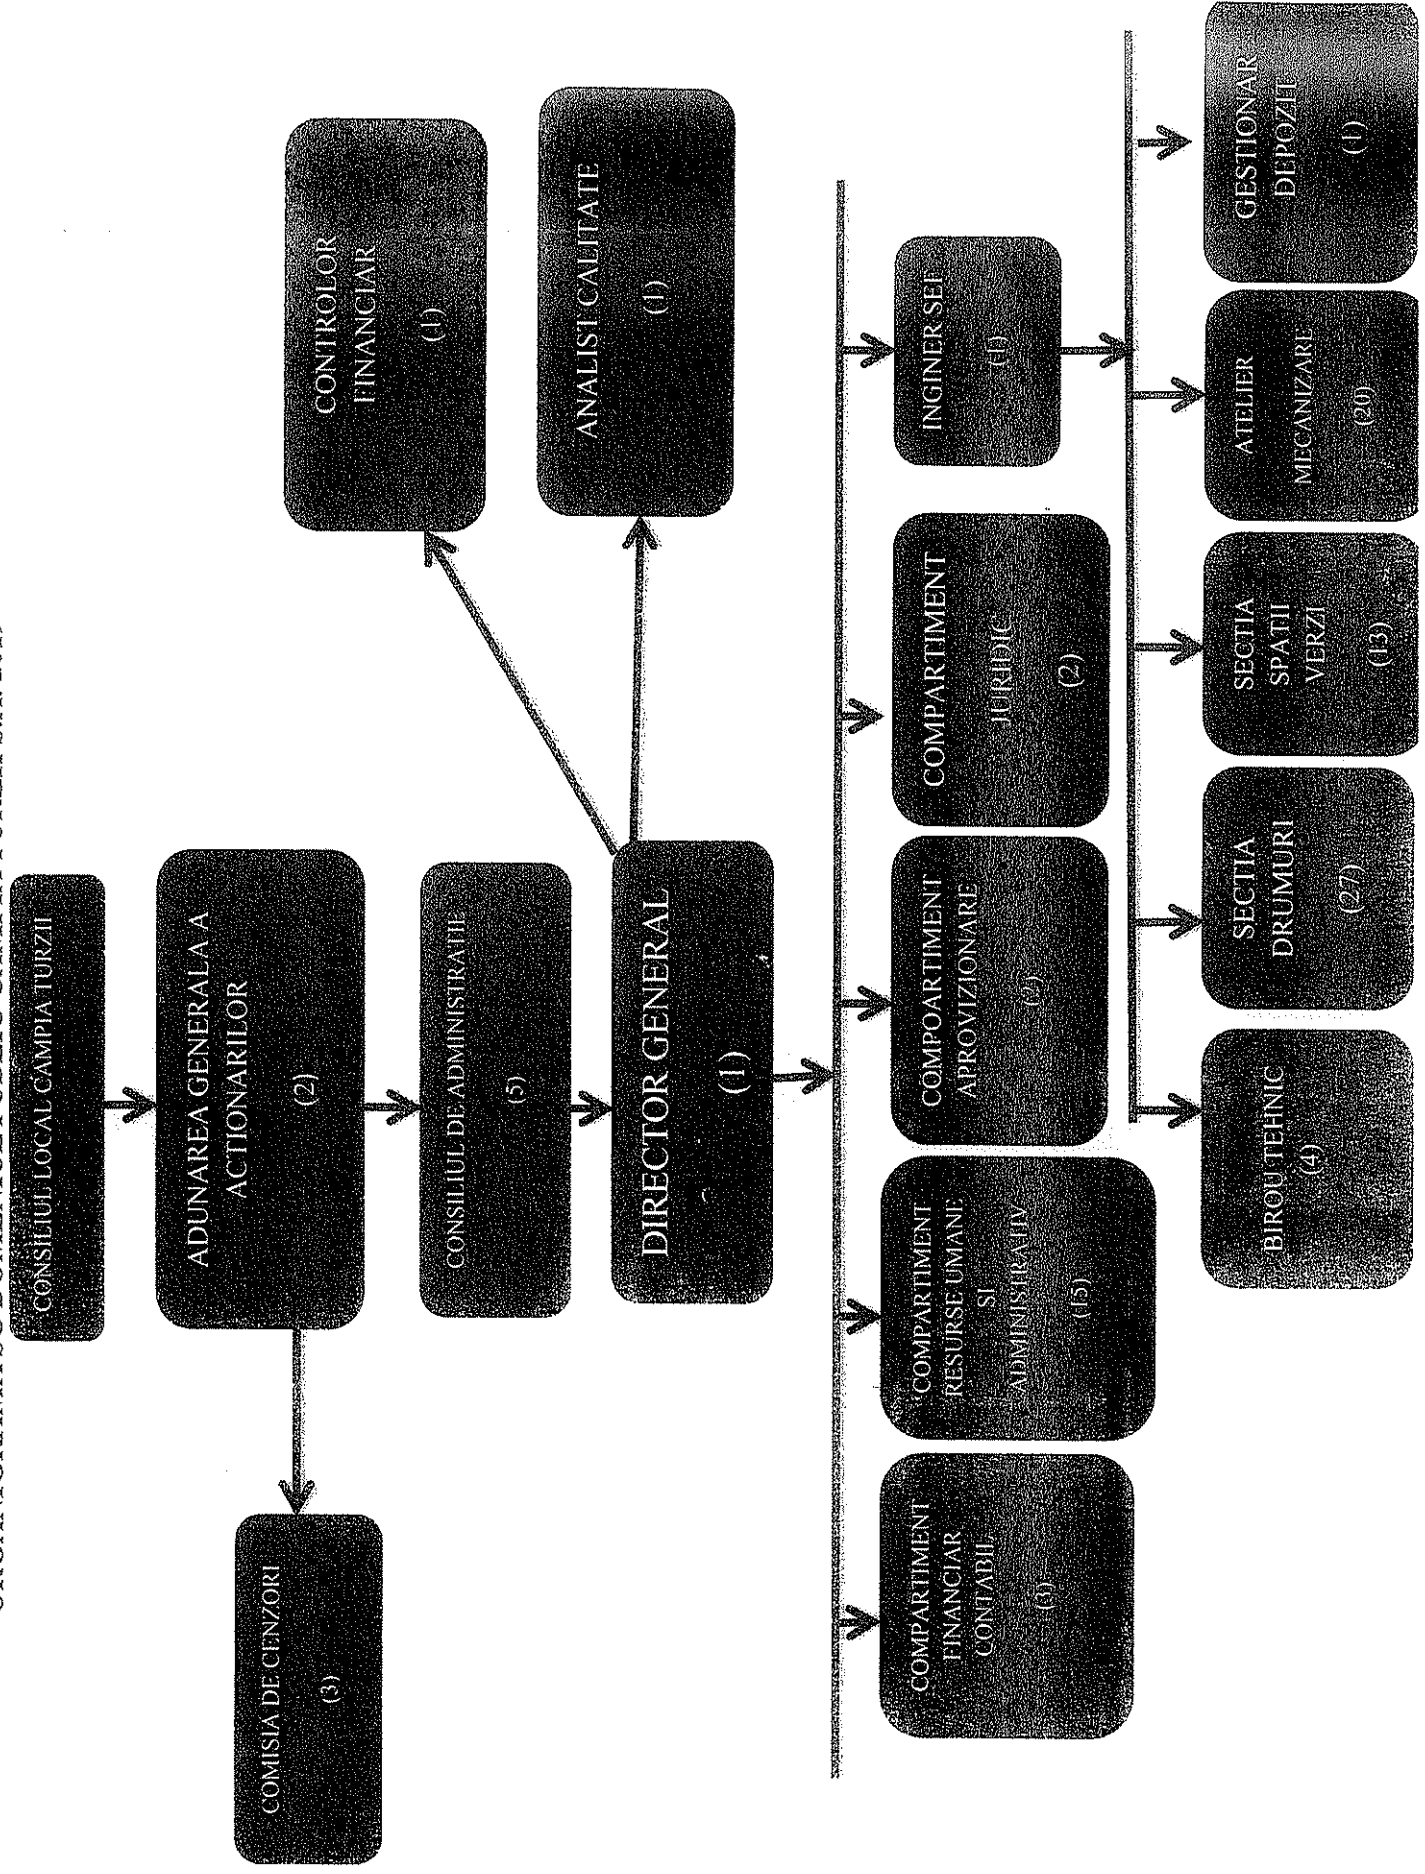 CONSILIUL LOCAL CAMPIA TURZII
ADUNAREA GENERALA A
ACTIONARILOR
(2)
COMISIA DE CENZORI
(3)
CONSILIUL DE ADMINISTRATIE
(5)
CONTROLOR
FINANCIAR
(1)
DIRECTOR GENERAL
(1)
ANALIST CALITATE
(1)
COMPARTIMENT
FINANCIAR
CONTABIL
(3)
COMPARTIMENT
RESURSE UMANE
SI
ADMINISTRATIV
(15)
COMPOARTIMENT
APROVIZIONARE
(2)
COMPARTIMENT
JURIDIC
(2)
INGINER SEF
(1)
BIROU TEHNIC
(4)
SECTIA
DRUMURI
(27)
SECTIA
SPATII
VERZI
(13)
ATELIER
MECANIZARE
(20)
GESTIONAR
DEPOZIT
(1)